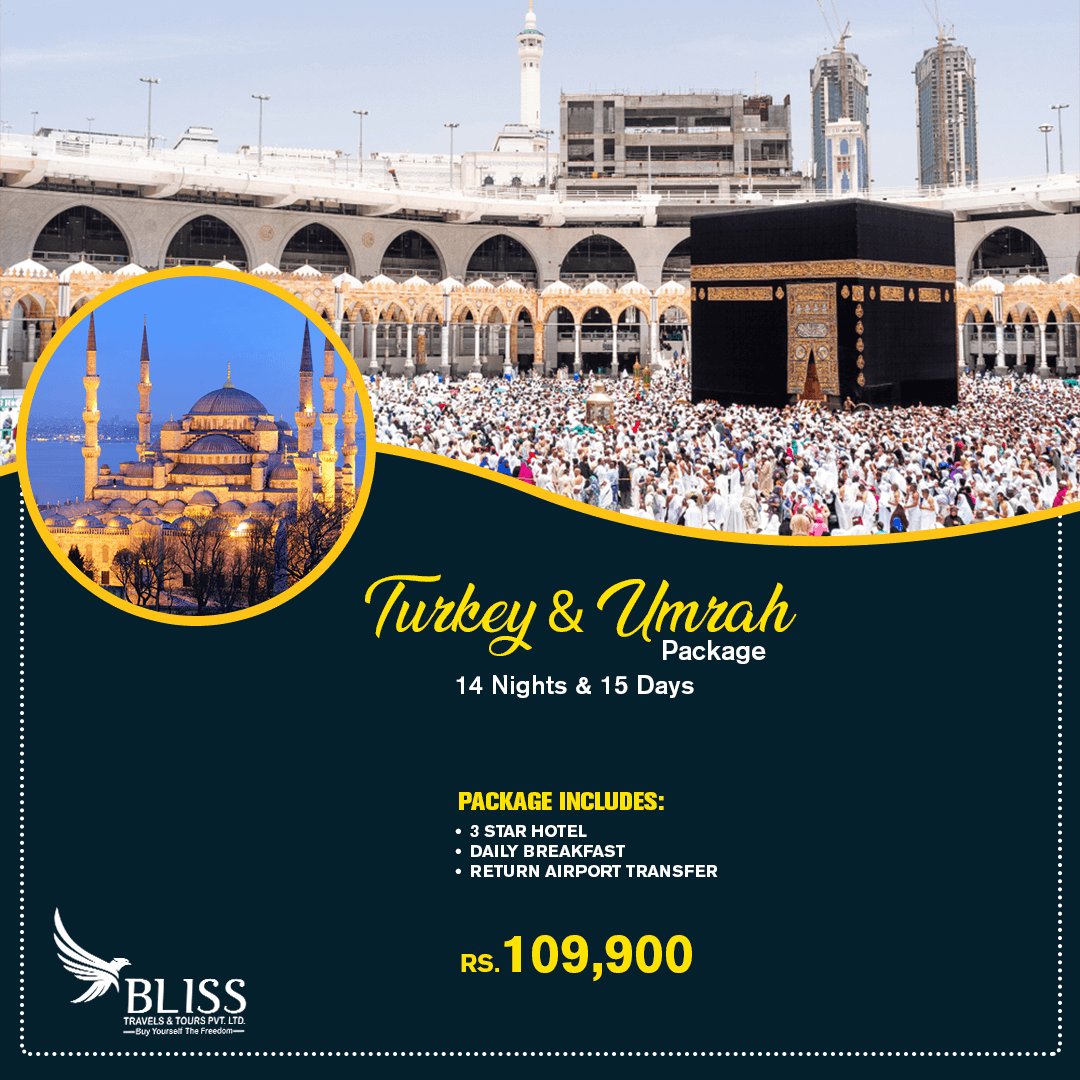 Turkey & Umrah
Package
14 Nights & 15 Days
PACKAGE INCLUDES:
• 3 STAR HOTEL
• DAILY BREAKFAST
• RETURN AIRPORT TRANSFER
RS.109,900
BLISS
TRAVELS & TOURS PVT. LTD.
Buy Yourself The Freedom